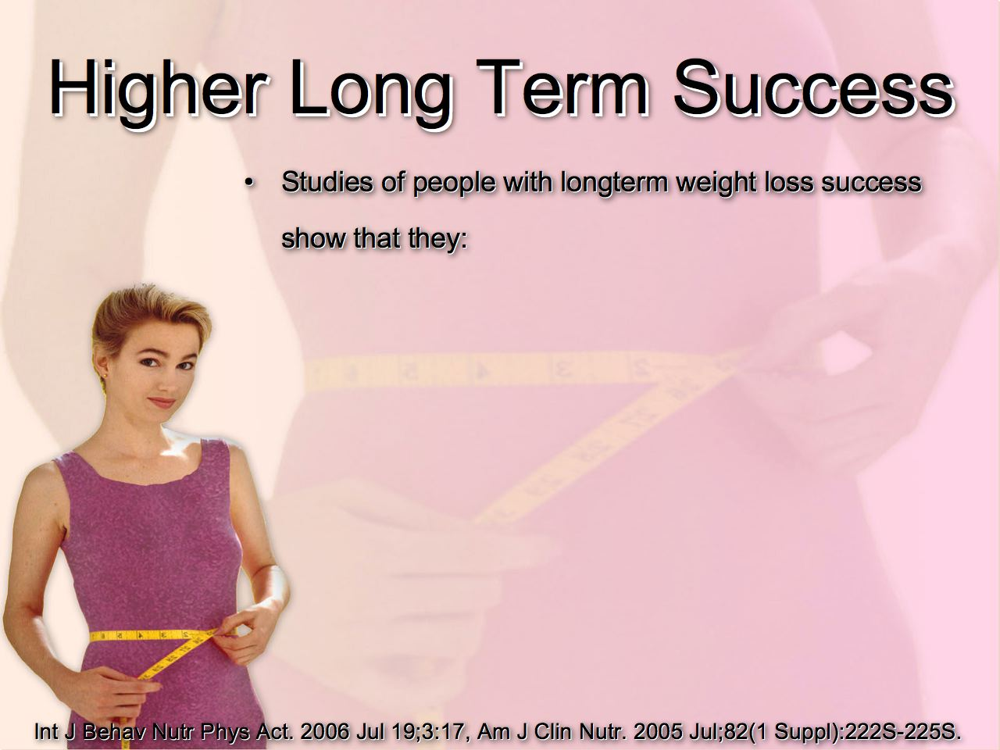 Higher Long Term Success
• Studies of people with longterm weight loss success
show that they:
Int J Behav Nutr Phys Act. 2006 Jul 19;3:17, Am J Clin Nutr. 2005 Jul;82(1 Suppl):222S-225S.